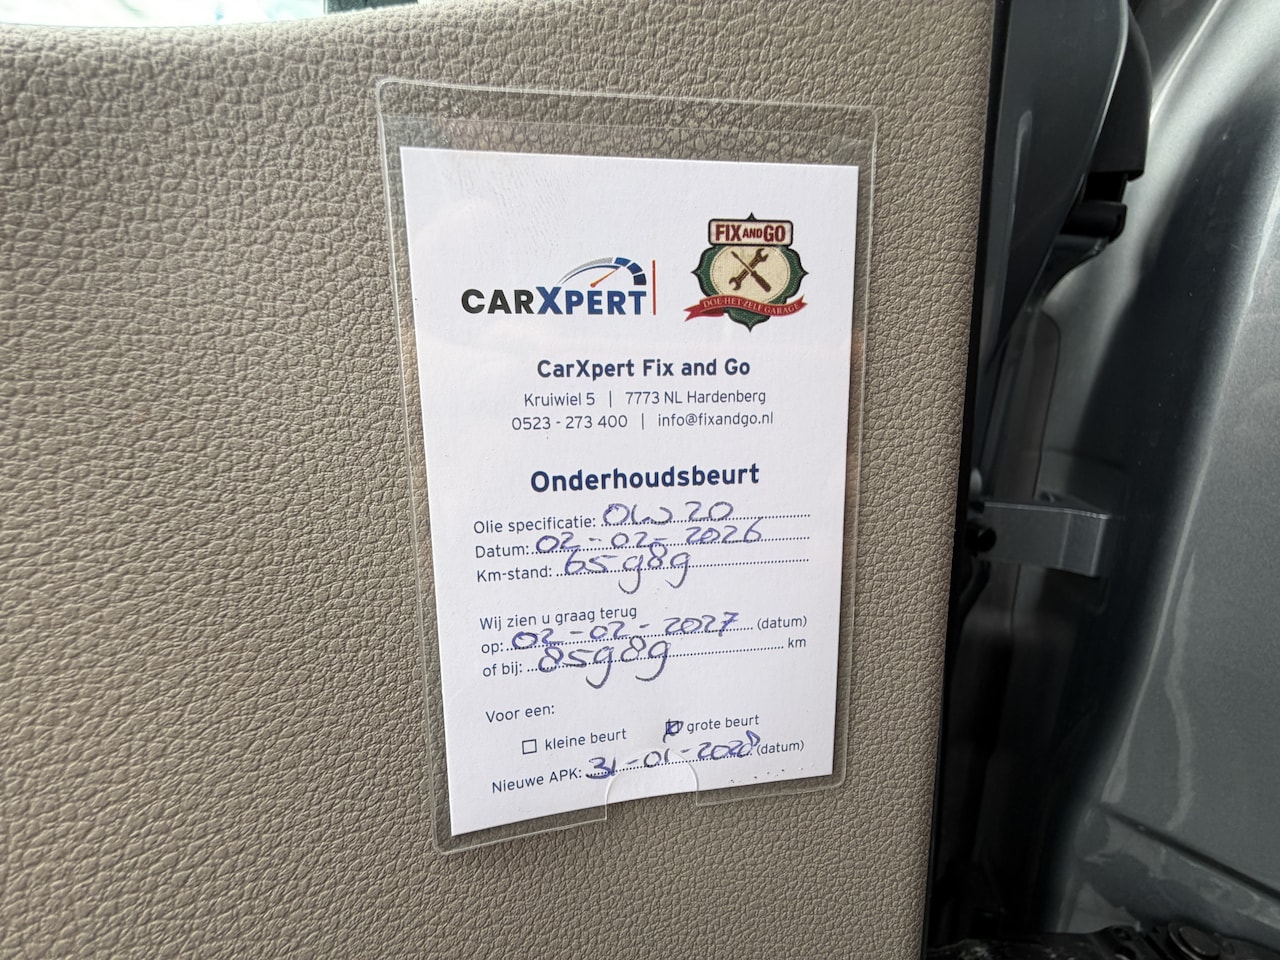 FIX AND GO
DOE-HET-ZELF GARAGE
CARXPERT
CarXpert Fix and Go
Kruiwiel 5 | 7773 NL Hardenberg
0523 - 273 400 | info@fixandgo.nl
Onderhoudsbeurt
Olie specificatie: 0W20
Datum: 02-02-2026
Km-stand: 65989
Wij zien u graag terug
op: 02-02-2027 (datum)
of bij: 85989 km
Voor een:
kleine beurt grote beurt
Nieuwe APK: 31-01-2028 (datum)